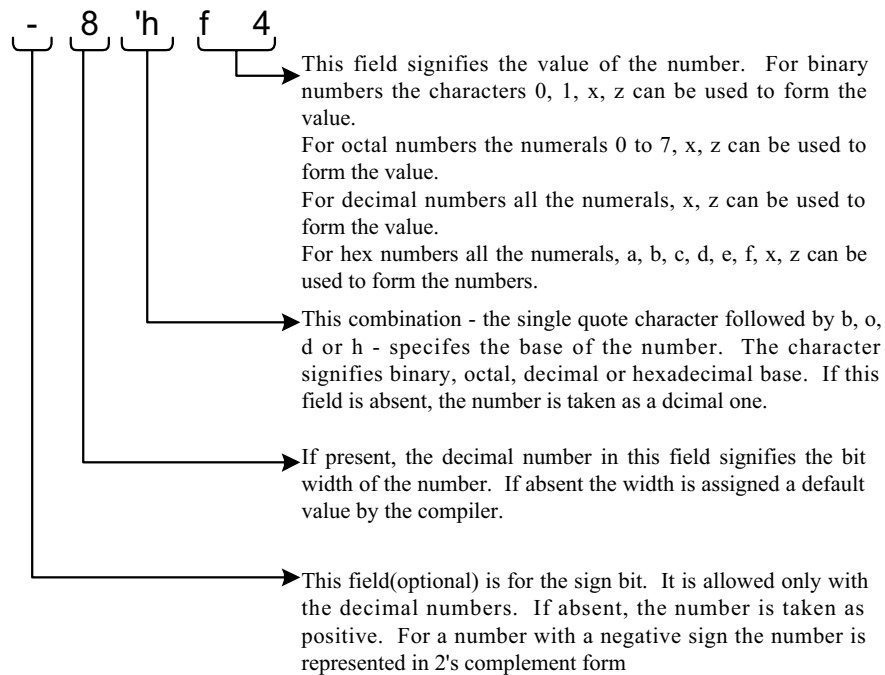 - 8 'h f 4
This field signifies the value of the number. For binary
numbers the characters 0, 1, x, z can be used to form the
value.
For octal numbers the numerals 0 to 7, x, z can be used to
form the value.
For decimal numbers all the numerals, x, z can be used to
form the value.
For hex numbers all the numerals, a, b, c, d, e, f, x, z can be
used to form the numbers.
This combination - the single quote character followed by b, o,
d or h - specifes the base of the number. The character
signifies binary, octal, decimal or hexadecimal base. If this
field is absent, the number is taken as a dcimal one.
If present, the decimal number in this field signifies the bit
width of the number. If absent the width is assigned a default
value by the compiler.
This field(optional) is for the sign bit. It is allowed only with
the decimal numbers. If absent, the number is taken as
positive. For a number with a negative sign the number is
represented in 2's complement form